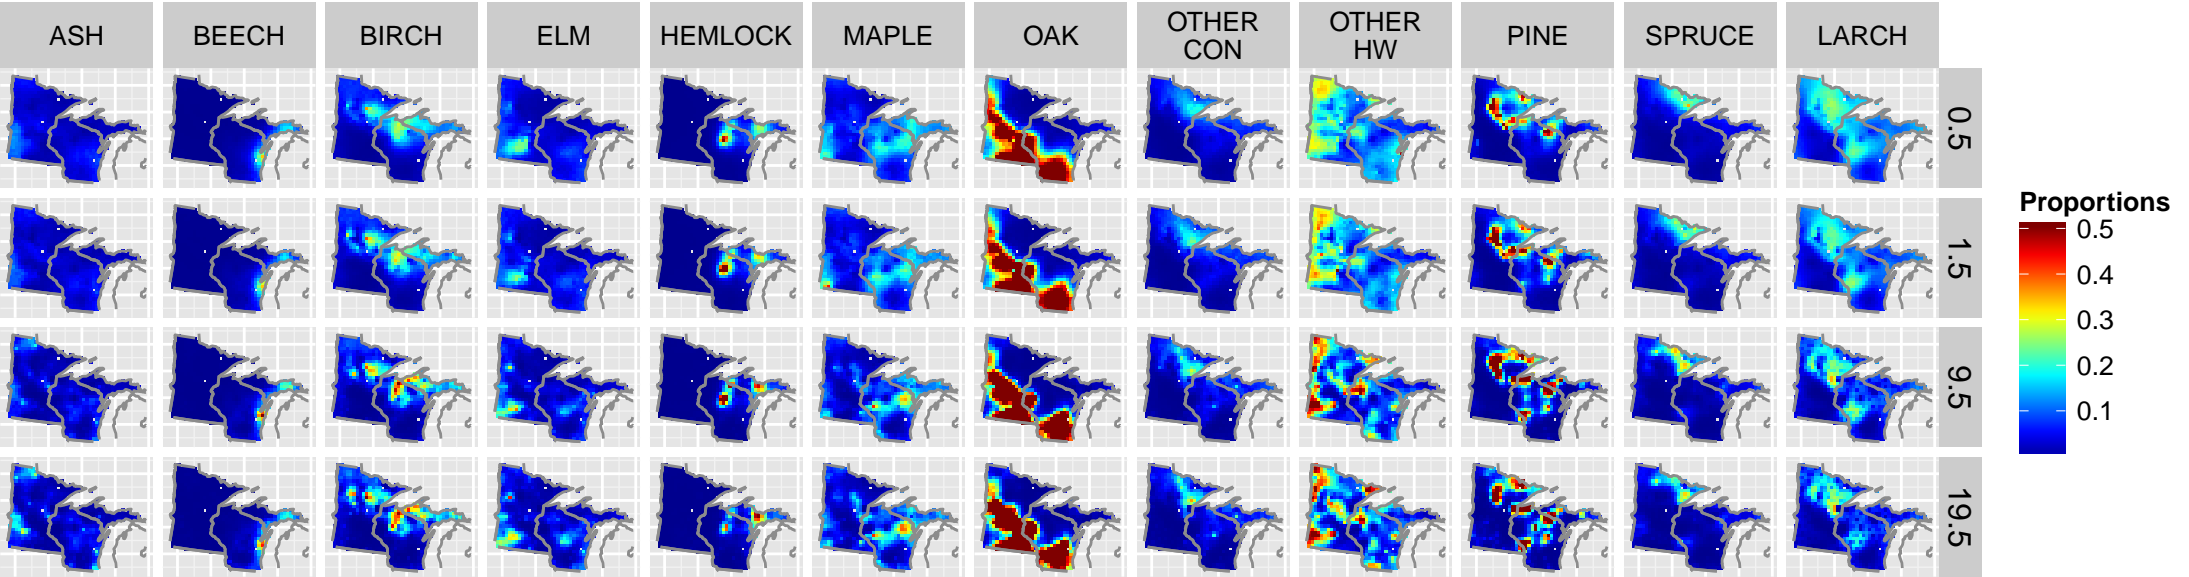 ASH
BEECH
BIRCH
ELM
HEMLOCK
MAPLE
OAK
OTHER
CON
OTHER
HW
PINE
SPRUCE
LARCH
0.5
1.5
9.5
19.5
Proportions
0.5
0.4
0.3
0.2
0.1